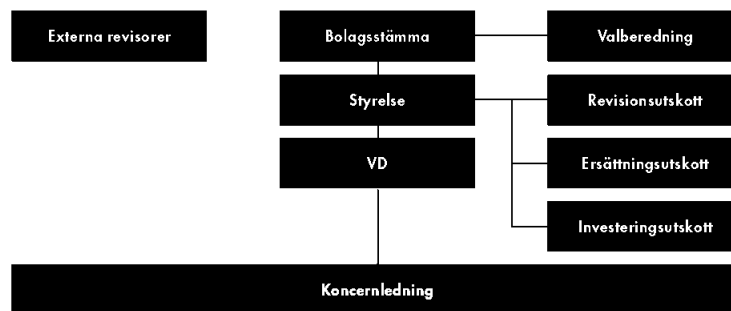 Externa revisorer
Bolagsstämma
Valberedning
Styrelse
Revisionsutskott
VD
Ersättningsutskott
Investeringsutskott
Koncernledning